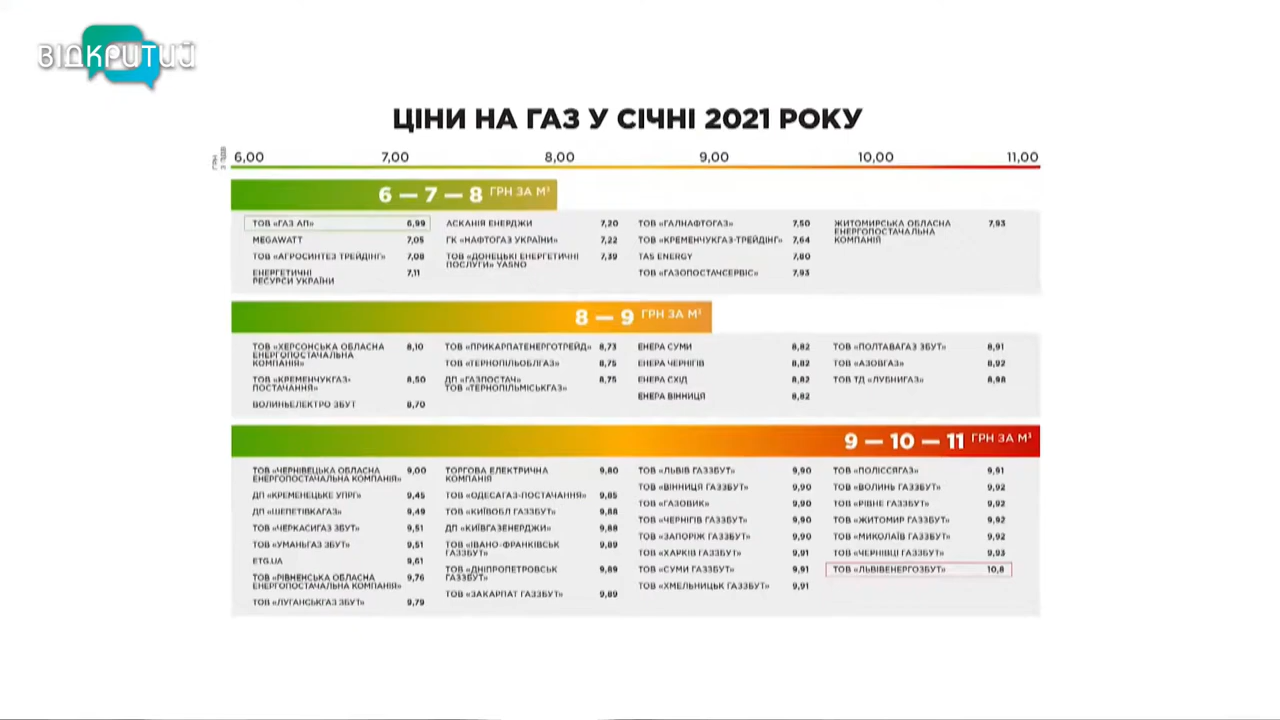 ВІДКРИТИЙ
ЦІНИ НА ГАЗ У СІЧНІ 2021 РОКУ
ГРН З ПДВ
6,00 7,00 8,00 9,00 10,00 11,00
6 — 7 — 8 ГРН ЗА М³
ТОВ «ГАЗ АП» 6,99
MEGAWATT 7,05
ТОВ «АГРОСИНТЕЗ ТРЕЙДІНГ» 7,08
ЕНЕРГЕТИЧНІ
РЕСУРСИ УКРАЇНИ 7,11
АСКАНІЯ ЕНЕРДЖИ 7,20
ГК «НАФТОГАЗ УКРАЇНИ» 7,22
ТОВ «ДОНЕЦЬКІ ЕНЕРГЕТИЧНІ
ПОСЛУГИ» YASNO 7,39
ТОВ «ГАЛНАФТОГАЗ» 7,50
ТОВ «КРЕМЕНЧУКГАЗ-ТРЕЙДІНГ» 7,64
TAS ENERGY 7,80
ТОВ «ГАЗОПОСТАЧСЕРВІС» 7,93
ЖИТОМИРСЬКА ОБЛАСНА
ЕНЕРГОПОСТАЧАЛЬНА
КОМПАНІЯ 7,93
8 — 9 ГРН ЗА М³
ТОВ «ХЕРСОНСЬКА ОБЛАСНА
ЕНЕРГОПОСТАЧАЛЬНА
КОМПАНІЯ» 8,10
ТОВ «КРЕМЕНЧУКГАЗ-
ПОСТАЧАННЯ» 8,50
ВОЛИНЬЕЛЕКТРО ЗБУТ 8,70
ТОВ «ПРИКАРПАТЕНЕРГОТРЕЙД» 8,73
ТОВ «ТЕРНОПІЛЬОБЛГАЗ» 8,75
ДП «ГАЗПОСТАЧ»
ТОВ «ТЕРНОПІЛЬМІСЬКГАЗ» 8,75
ЕНЕРА СУМИ 8,82
ЕНЕРА ЧЕРНІГІВ 8,82
ЕНЕРА СХІД 8,82
ЕНЕРА ВІННИЦЯ 8,82
ТОВ «ПОЛТАВАГАЗ ЗБУТ» 8,91
ТОВ «АЗОВГАЗ» 8,92
ТОВ ТД «ЛУБНИГАЗ» 8,98
9 — 10 — 11 ГРН ЗА М³
ТОВ «ЧЕРНІВЕЦЬКА ОБЛАСНА
ЕНЕРГОПОСТАЧАЛЬНА КОМПАНІЯ» 9,00
ДП «КРЕМЕНЕЦЬКЕ УПРГ» 9,45
ДП «ШЕПЕТІВКАГАЗ» 9,49
ТОВ «ЧЕРКАСИГАЗ ЗБУТ» 9,51
ТОВ «УМАНЬГАЗ ЗБУТ» 9,51
ETG.UA 9,61
ТОВ «РІВНЕНСЬКА ОБЛАСНА
ЕНЕРГОПОСТАЧАЛЬНА КОМПАНІЯ» 9,76
ТОВ «ЛУГАНСЬКГАЗ ЗБУТ» 9,79
ТОРГОВА ЕЛЕКТРИЧНА
КОМПАНІЯ 9,80
ТОВ «ОДЕСАГАЗ-ПОСТАЧАННЯ» 9,85
ТОВ «КИЇВОБЛ ГАЗЗБУТ» 9,88
ДП «КИЇВГАЗЕНЕРДЖИ» 9,88
ТОВ «ІВАНО-ФРАНКІВСЬК
ГАЗЗБУТ» 9,89
ТОВ «ДНІПРОПЕТРОВСЬК
ГАЗЗБУТ» 9,89
ТОВ «ЗАКАРПАТ ГАЗЗБУТ» 9,89
ТОВ «ЛЬВІВ ГАЗЗБУТ» 9,90
ТОВ «ВІННИЦЯ ГАЗЗБУТ» 9,90
ТОВ «ГАЗОВИК» 9,90
ТОВ «ЧЕРНІГІВ ГАЗЗБУТ» 9,90
ТОВ «ЗАПОРІЖ ГАЗЗБУТ» 9,90
ТОВ «ХАРКІВ ГАЗЗБУТ» 9,91
ТОВ «СУМИ ГАЗЗБУТ» 9,91
ТОВ «ХМЕЛЬНИЦЬК ГАЗЗБУТ» 9,91
ТОВ «ПОЛІССЯГАЗ» 9,91
ТОВ «ВОЛИНЬ ГАЗЗБУТ» 9,92
ТОВ «РІВНЕ ГАЗЗБУТ» 9,92
ТОВ «ЖИТОМИР ГАЗЗБУТ» 9,92
ТОВ «МИКОЛАЇВ ГАЗЗБУТ» 9,92
ТОВ «ЧЕРНІВЦІ ГАЗЗБУТ» 9,93
ТОВ «ЛЬВІВЕНЕРГОЗБУТ» 10,8